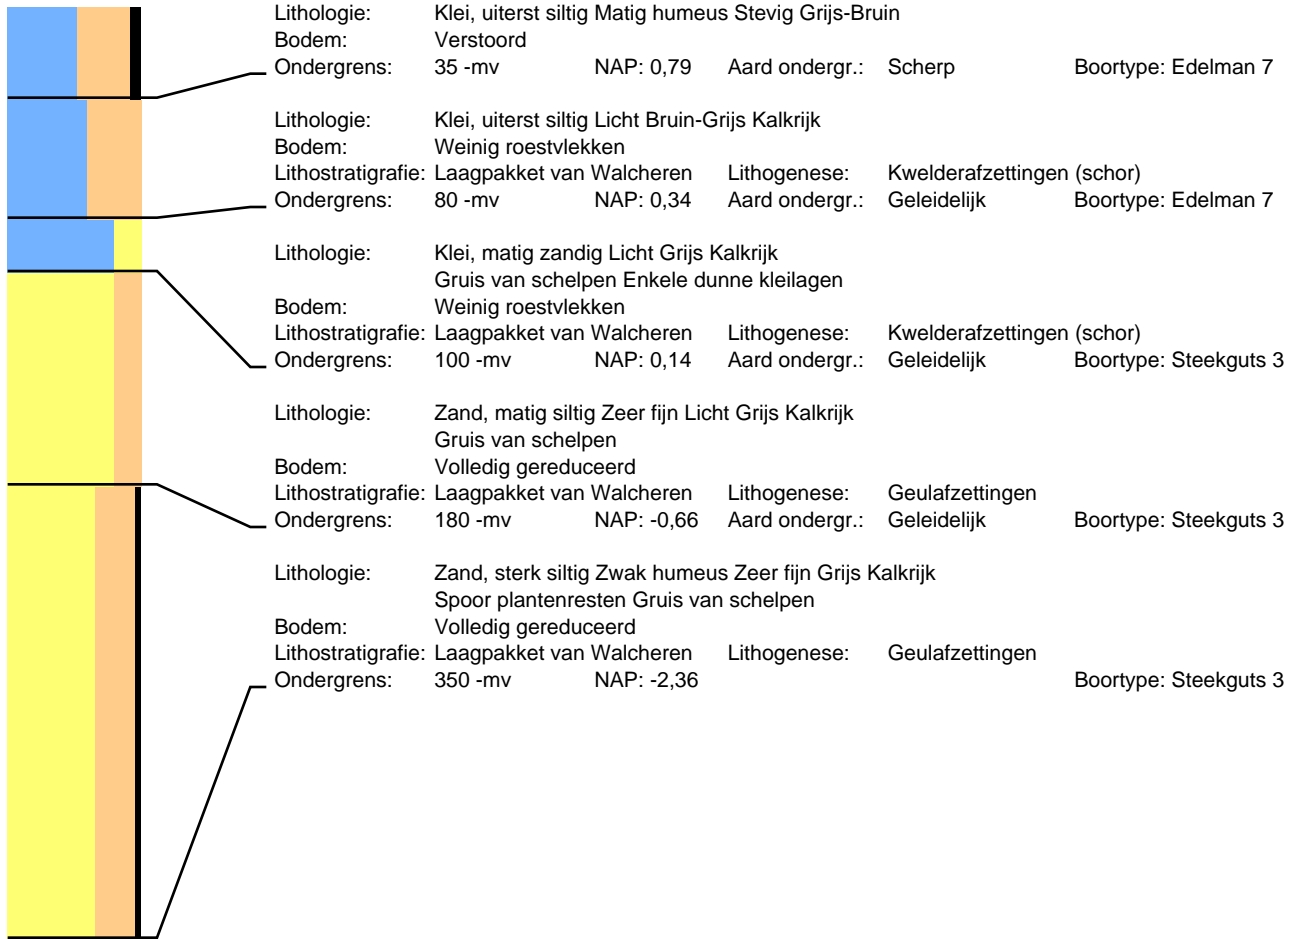 Lithologie: Klei, uiterst siltig Matig humeus Stevig Grijs-Bruin
Bodem: Verstoord
Ondergrens: 35 -mv NAP: 0,79 Aard ondergr.: Scherp Boortype: Edelman 7
Lithologie: Klei, uiterst siltig Licht Bruin-Grijs Kalkrijk
Bodem: Weinig roestvlekken
Lithostratigrafie: Laagpakket van Walcheren Lithogenese: Kwelderafzettingen (schor)
Ondergrens: 80 -mv NAP: 0,34 Aard ondergr.: Geleidelijk Boortype: Edelman 7
Lithologie: Klei, matig zandig Licht Grijs Kalkrijk
Gruis van schelpen Enkele dunne kleilagen
Bodem: Weinig roestvlekken
Lithostratigrafie: Laagpakket van Walcheren Lithogenese: Kwelderafzettingen (schor)
Ondergrens: 100 -mv NAP: 0,14 Aard ondergr.: Geleidelijk Boortype: Steekguts 3
Lithologie: Zand, matig siltig Zeer fijn Licht Grijs Kalkrijk
Gruis van schelpen
Bodem: Volledig gereduceerd
Lithostratigrafie: Laagpakket van Walcheren Lithogenese: Geulafzettingen
Ondergrens: 180 -mv NAP: -0,66 Aard ondergr.: Geleidelijk Boortype: Steekguts 3
Lithologie: Zand, sterk siltig Zwak humeus Zeer fijn Grijs Kalkrijk
Spoor plantenresten Gruis van schelpen
Bodem: Volledig gereduceerd
Lithostratigrafie: Laagpakket van Walcheren Lithogenese: Geulafzettingen
Ondergrens: 350 -mv NAP: -2,36 Boortype: Steekguts 3